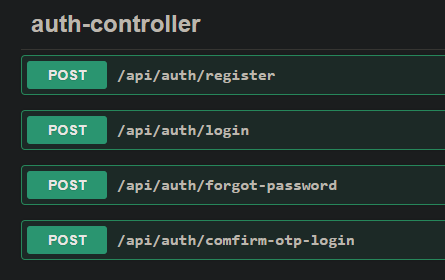 auth-controller
POST /api/auth/register
POST /api/auth/login
POST /api/auth/forgot-password
POST /api/auth/comfirm-otp-login